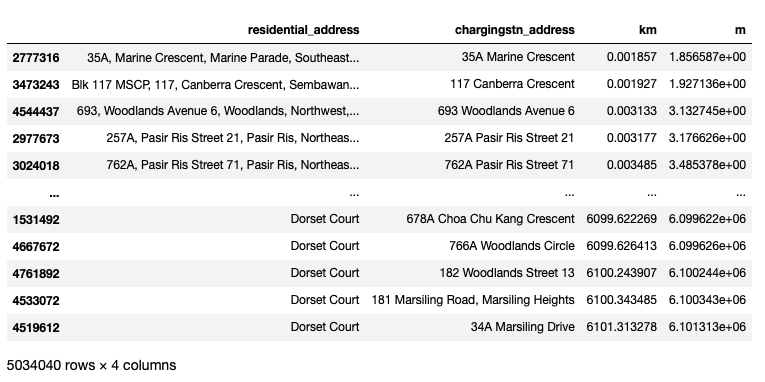 residential_address chargingstn_address km m
2777316 35A, Marine Crescent, Marine Parade, Southeast... 35A Marine Crescent 0.001857 1.856587e+00
3473243 Blk 117 MSCP, 117, Canberra Crescent, Sembawan... 117 Canberra Crescent 0.001927 1.927136e+00
4544437 693, Woodlands Avenue 6, Woodlands, Northwest,... 693 Woodlands Avenue 6 0.003133 3.132745e+00
2977673 257A, Pasir Ris Street 21, Pasir Ris, Northeas... 257A Pasir Ris Street 21 0.003177 3.176626e+00
3024018 762A, Pasir Ris Street 71, Pasir Ris, Northeas... 762A Pasir Ris Street 71 0.003485 3.485378e+00
... ... ... ... ...
1531492 Dorset Court 678A Choa Chu Kang Crescent 6099.622269 6.099622e+06
4667672 Dorset Court 766A Woodlands Circle 6099.626413 6.099626e+06
4761892 Dorset Court 182 Woodlands Street 13 6100.243907 6.100244e+06
4533072 Dorset Court 181 Marsiling Road, Marsiling Heights 6100.343485 6.100343e+06
4519612 Dorset Court 34A Marsiling Drive 6101.313278 6.101313e+06
5034040 rows × 4 columns